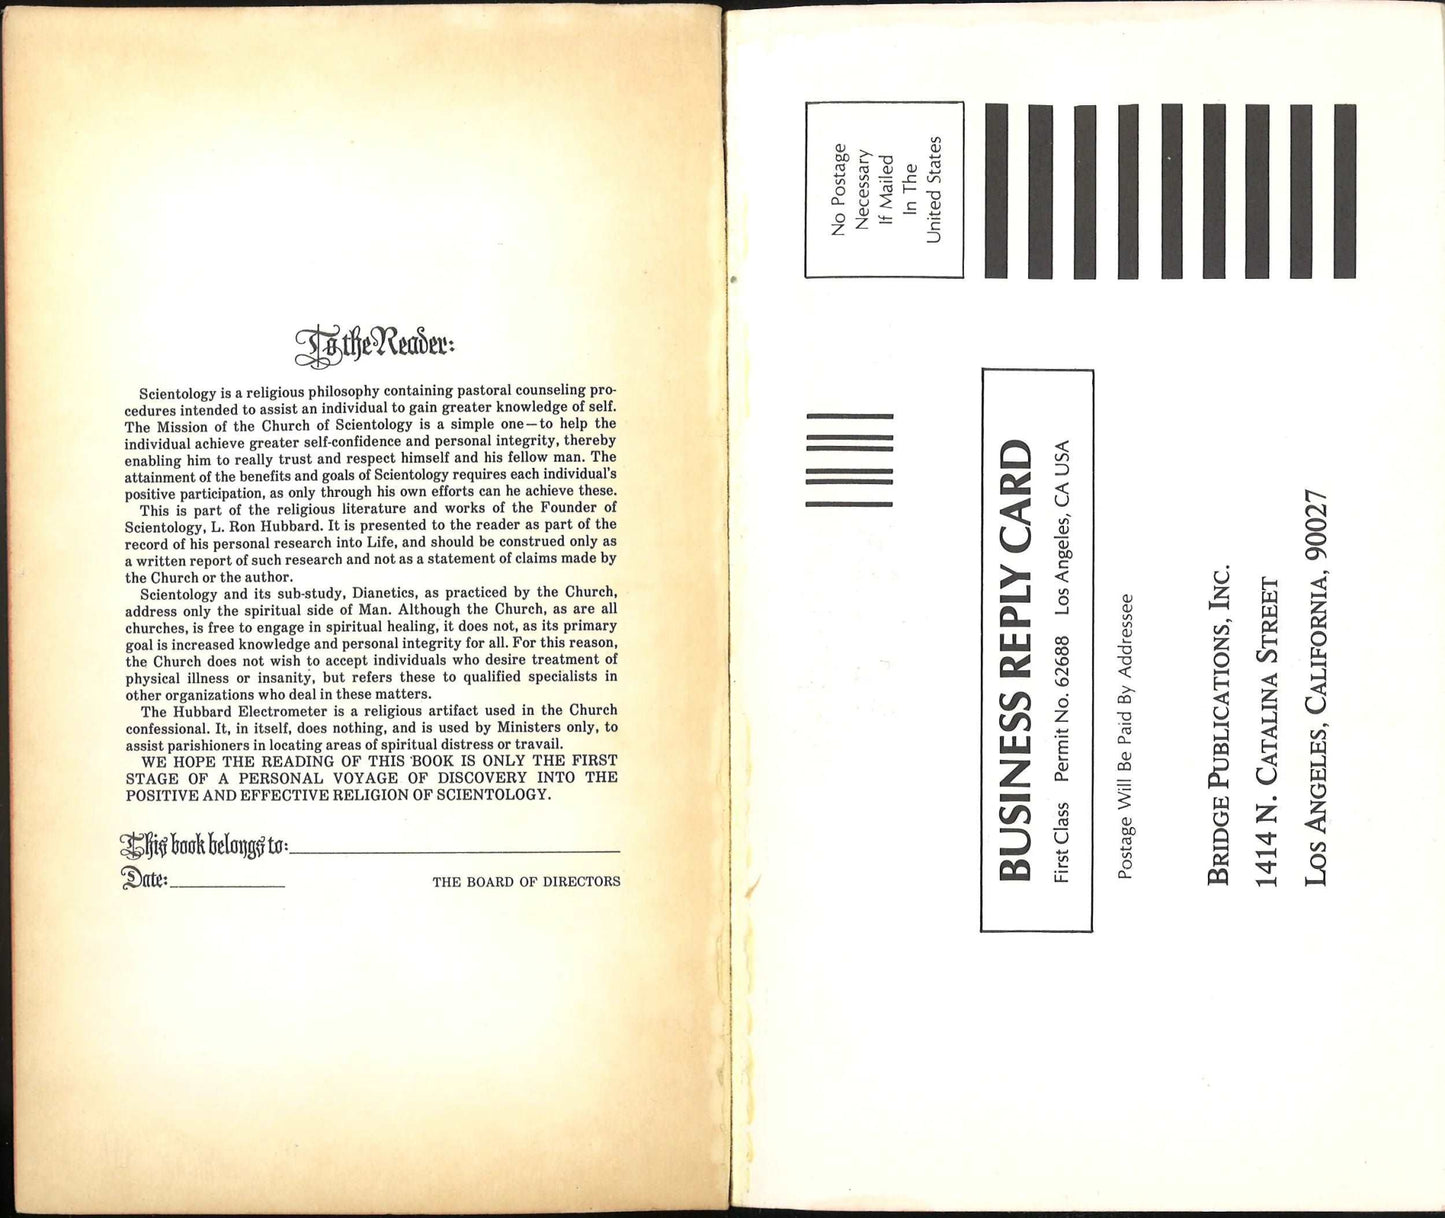 To the Reader:
Scientology is a religious philosophy containing pastoral counseling pro-
cedures intended to assist an individual to gain greater knowledge of self.
The Mission of the Church of Scientology is a simple one—to help the
individual achieve greater self-confidence and personal integrity, thereby
enabling him to really trust and respect himself and his fellow man. The
attainment of the benefits and goals of Scientology requires each individual's
positive participation, as only through his own efforts can he achieve these.
This is part of the religious literature and works of the Founder of
Scientology, L. Ron Hubbard. It is presented to the reader as part of the
record of his personal research into Life, and should be construed only as
a written report of such research and not as a statement of claims made by
the Church or the author.
Scientology and its sub-study, Dianetics, as practiced by the Church,
address only the spiritual side of Man. Although the Church, as are all
churches, is free to engage in spiritual healing, it does not, as its primary
goal is increased knowledge and personal integrity for all. For this reason,
the Church does not wish to accept individuals who desire treatment of
physical illness or insanity, but refers these to qualified specialists in
other organizations who deal in these matters.
The Hubbard Electrometer is a religious artifact used in the Church
confessional. It, in itself, does nothing, and is used by Ministers only, to
assist parishioners in locating areas of spiritual distress or travail.
WE HOPE THE READING OF THIS BOOK IS ONLY THE FIRST
STAGE OF A PERSONAL VOYAGE OF DISCOVERY INTO THE
POSITIVE AND EFFECTIVE RELIGION OF SCIENTOLOGY.
This book belongs to:
Date:
THE BOARD OF DIRECTORS
No Postage
Necessary
If Mailed
In The
United States
BUSINESS REPLY CARD
First Class Permit No. 62688 Los Angeles, CA USA
Postage Will Be Paid By Addressee
BRIDGE PUBLICATIONS, INC.
1414 N. CATALINA STREET
LOS ANGELES, CALIFORNIA, 90027